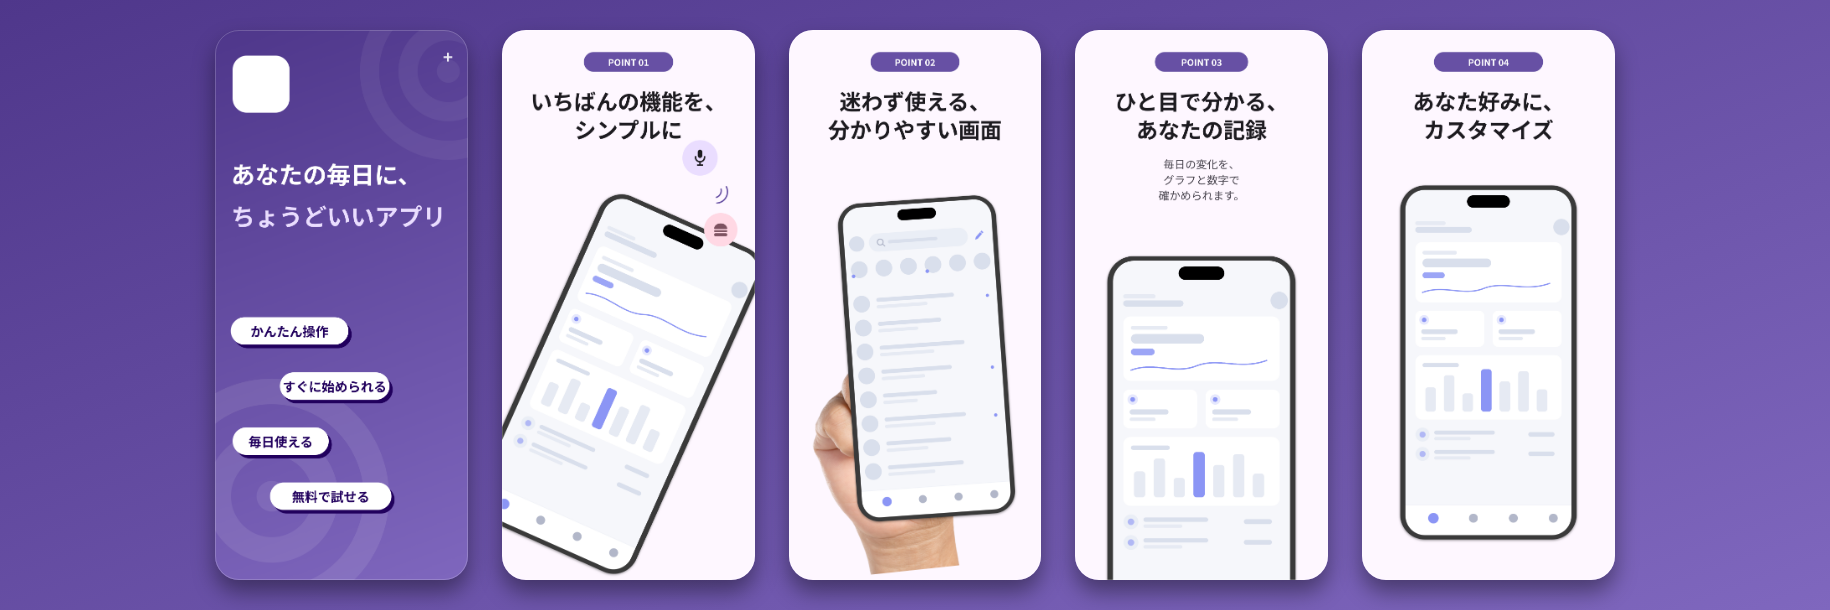 あなたの毎日に、
ちょうどいいアプリ
かんたん操作
すぐに始められる
毎日使える
無料で試せる
POINT 01
いちばんの機能を、
シンプルに
POINT 02
迷わず使える、
分かりやすい画面
POINT 03
ひと目で分かる、
あなたの記録
毎日の変化を、
グラフと数字で
確かめられます。
POINT 04
あなた好みに、
カスタマイズ